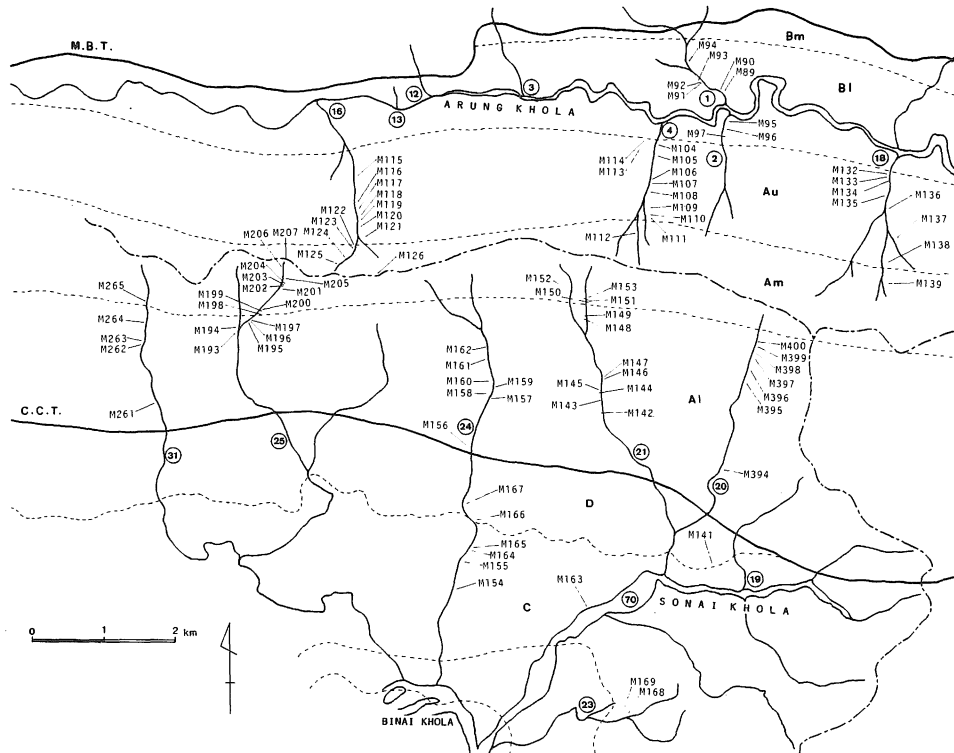 Bm
M.B.T.
M94
M93
M90
M89
M92
M91
Bl
1
3
12
ARUNG KHOLA
16
13
4
M95
M96
M97
2
18
M104
M105
M114
M113
M106
M107
M108
M109
M110
M111
M112
Au
M132
M133
M134
M135
M136
M137
M138
M139
M115
M116
M117
M118
M119
M120
M121
M122
M123
M124
M125
M126
M207
M206
M204
M203
M202
M205
M201
M200
M199
M198
M197
M196
M195
M194
M193
M265
M264
M263
M262
M261
Am
M152
M150
M153
M151
M149
M148
M162
M161
M160
M158
M159
M157
M156
M147
M146
M145
M144
M143
M142
Al
M400
M399
M398
M397
M396
M395
M394
C.C.T.
31
25
24
21
20
M167
M166
D
M141
M165
M164
M155
M154
C
M163
70
19
SONAI KHOLA
0 1 2 km
M169
M168
23
BINAI KHOLA